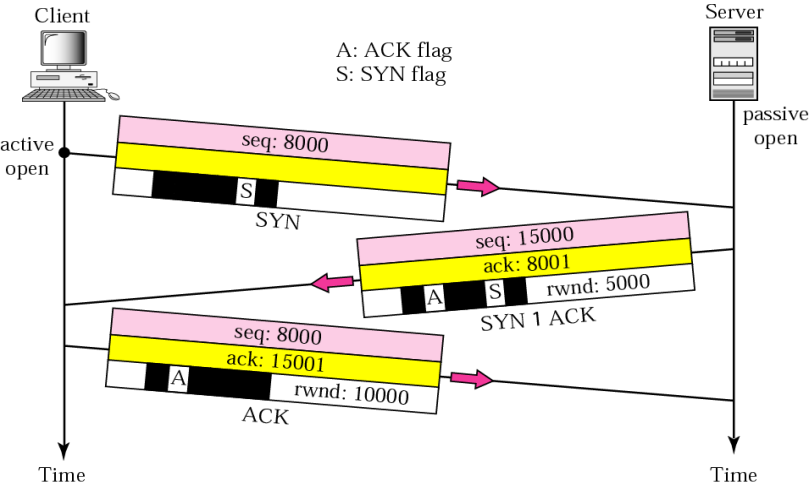 Client
Server
A: ACK flag
S: SYN flag
active
open
passive
open
seq: 8000
S
SYN
seq: 15000
ack: 8001
A
S
rwnd: 5000
SYN 1 ACK
seq: 8000
ack: 15001
A
rwnd: 10000
ACK
Time
Time